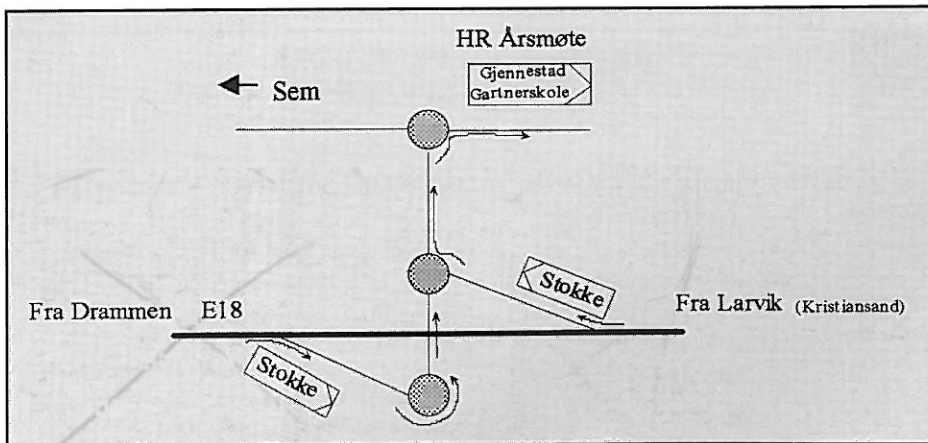 HR Årsmøte
Gjennestad
Gartnerskole
Sem
Stokke
Fra Drammen E18
Fra Larvik (Kristiansand)
Stokke